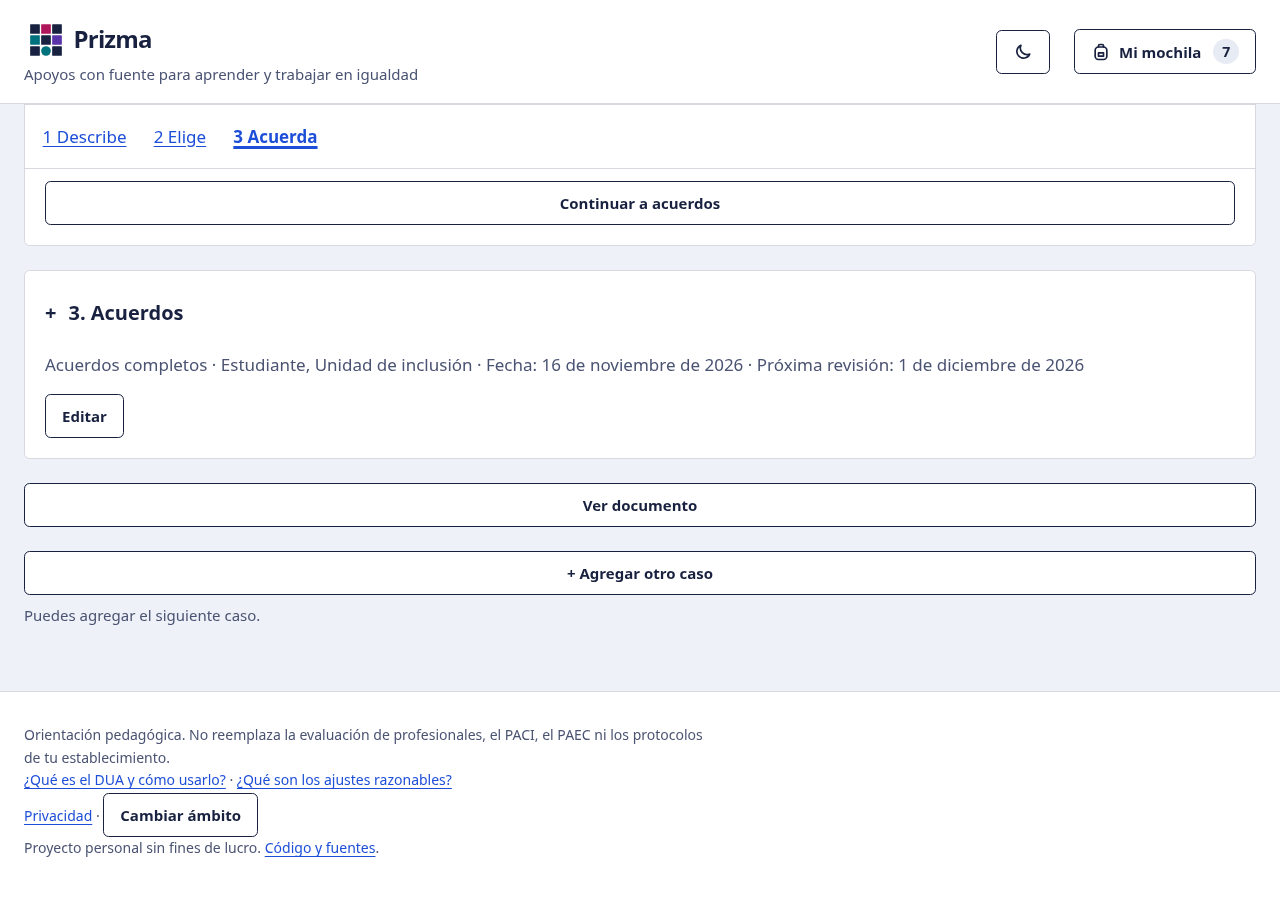 Prizma
Apoyos con fuente para aprender y trabajar en igualdad
Mi mochila 7
1 Describe 2 Elige 3 Acuerda
Continuar a acuerdos
+ 3. Acuerdos
Acuerdos completos · Estudiante, Unidad de inclusión · Fecha: 16 de noviembre de 2026 · Próxima revisión: 1 de diciembre de 2026
Editar
Ver documento
+ Agregar otro caso
Puedes agregar el siguiente caso.
Orientación pedagógica. No reemplaza la evaluación de profesionales, el PACI, el PAEC ni los protocolos
de tu establecimiento.
¿Qué es el DUA y cómo usarlo? · ¿Qué son los ajustes razonables?
Privacidad · Cambiar ámbito
Proyecto personal sin fines de lucro. Código y fuentes.